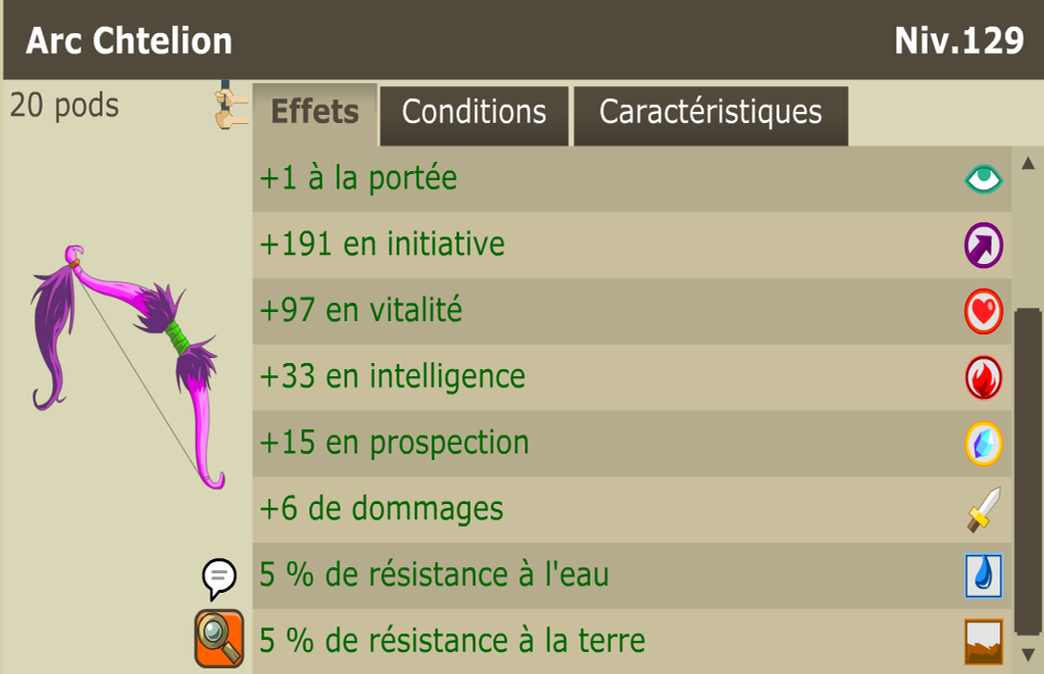 Arc Chtelion
Niv.129
20 pods
Effets
Conditions
Caractéristiques
+1 à la portée
+191 en initiative
+97 en vitalité
+33 en intelligence
+15 en prospection
+6 de dommages
5 % de résistance à l'eau
5 % de résistance à la terre